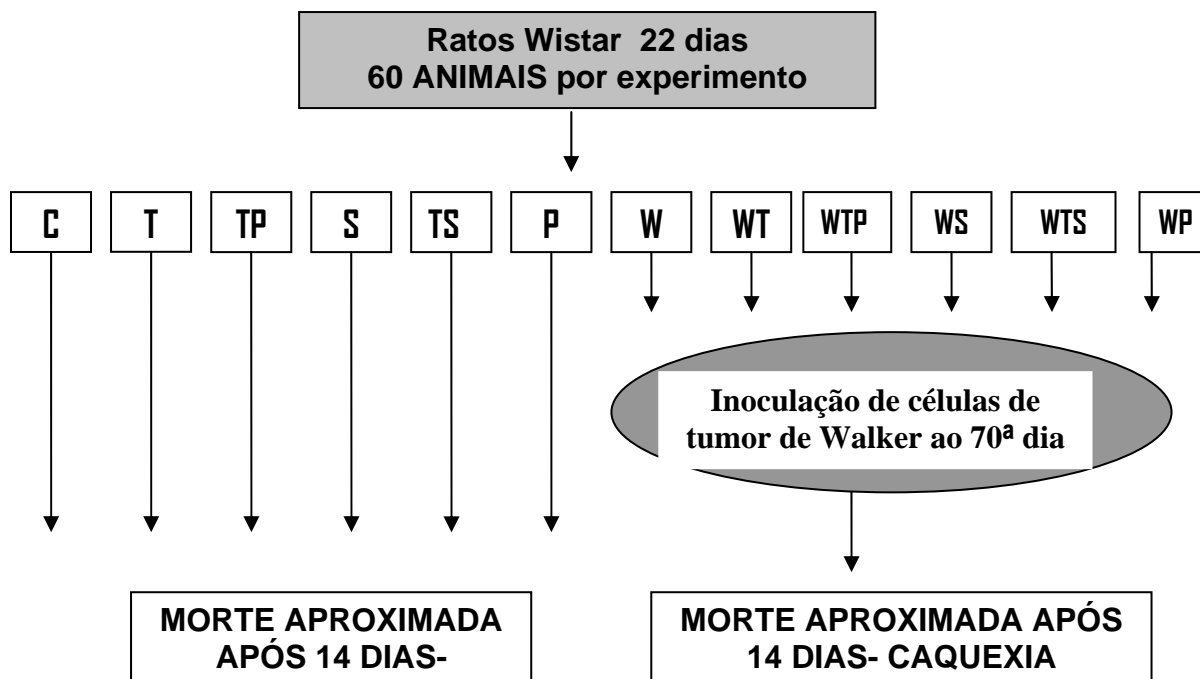 Ratos Wistar 22 dias
60 ANIMAIS por experimento
C T TP S TS P W WT WTP WS WTS WP
Inoculação de células de
tumor de Walker ao 70ª dia
MORTE APROXIMADA
APÓS 14 DIAS-
MORTE APROXIMADA APÓS
14 DIAS- CAQUEXIA